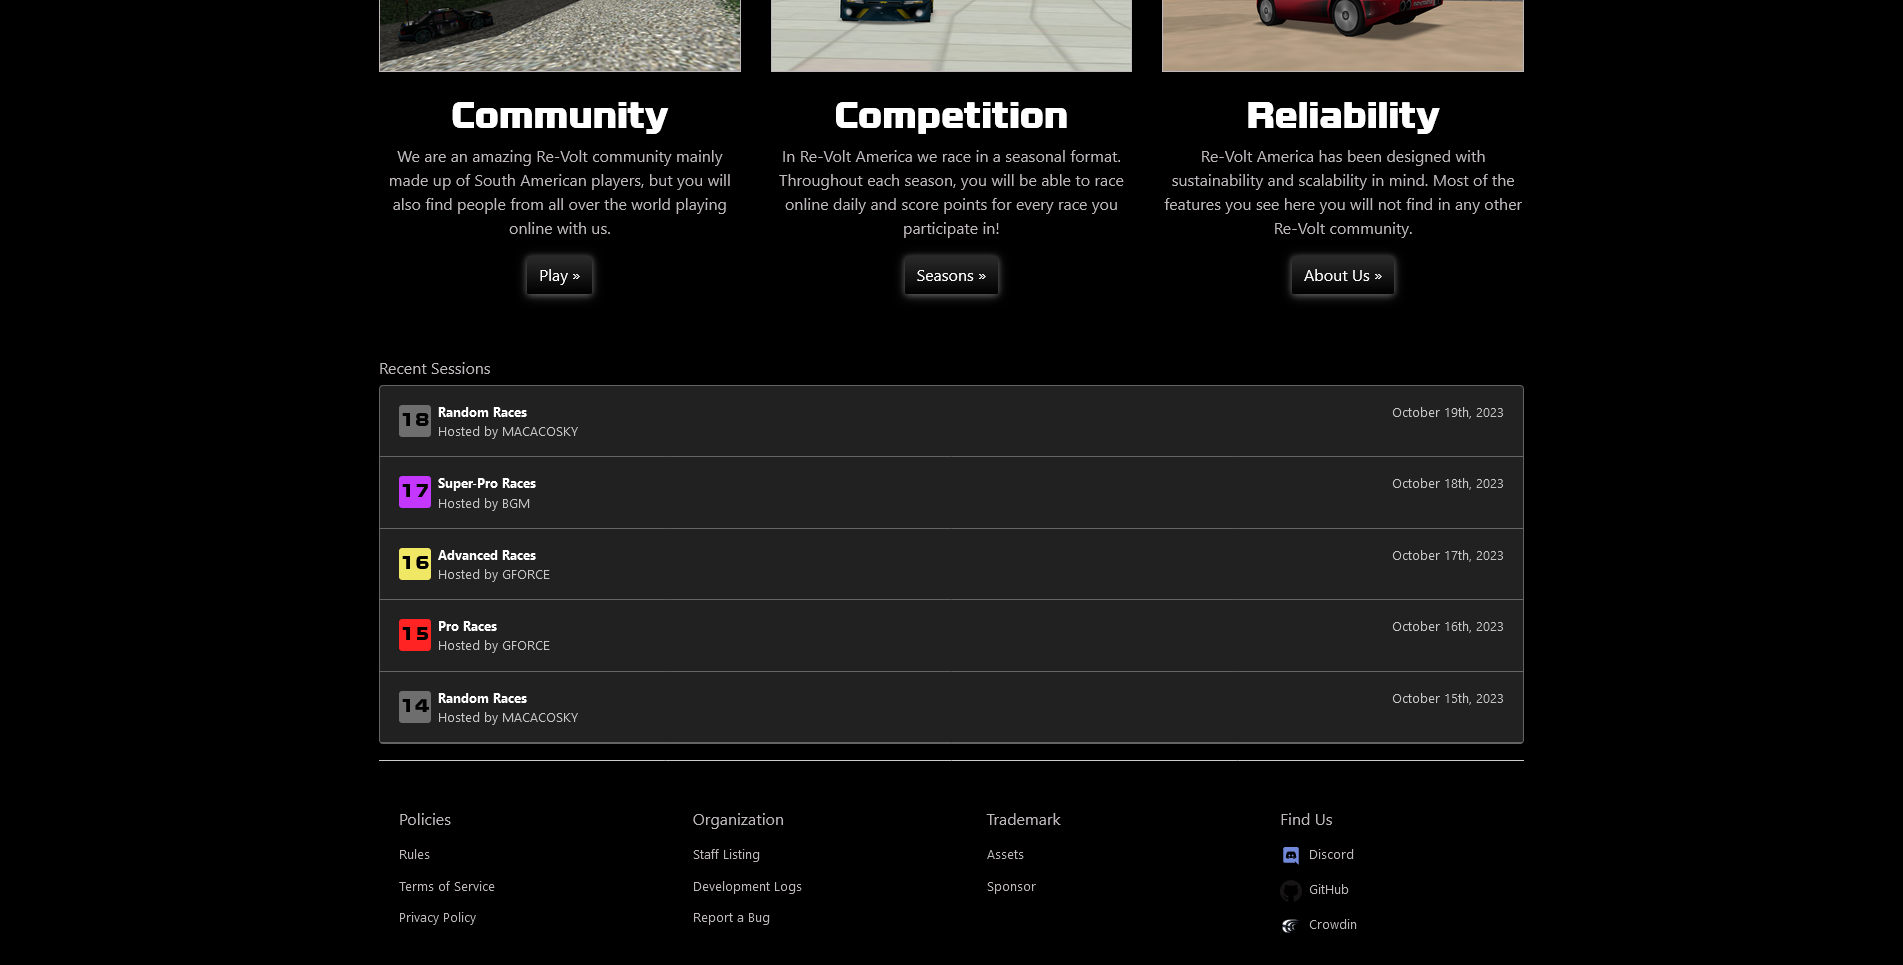 Community
We are an amazing Re-Volt community mainly
made up of South American players, but you will
also find people from all over the world playing
online with us.
Play »
Competition
In Re-Volt America we race in a seasonal format.
Throughout each season, you will be able to race
online daily and score points for every race you
participate in!
Seasons »
Reliability
Re-Volt America has been designed with
sustainability and scalability in mind. Most of the
features you see here you will not find in any other
Re-Volt community.
About Us »
Recent Sessions
18 Random Races October 19th, 2023
Hosted by MACACOSKY
17 Super-Pro Races October 18th, 2023
Hosted by BGM
16 Advanced Races October 17th, 2023
Hosted by GFORCE
15 Pro Races October 16th, 2023
Hosted by GFORCE
14 Random Races October 15th, 2023
Hosted by MACACOSKY
Policies
Rules
Terms of Service
Privacy Policy
Organization
Staff Listing
Development Logs
Report a Bug
Trademark
Assets
Sponsor
Find Us
Discord
GitHub
Crowdin